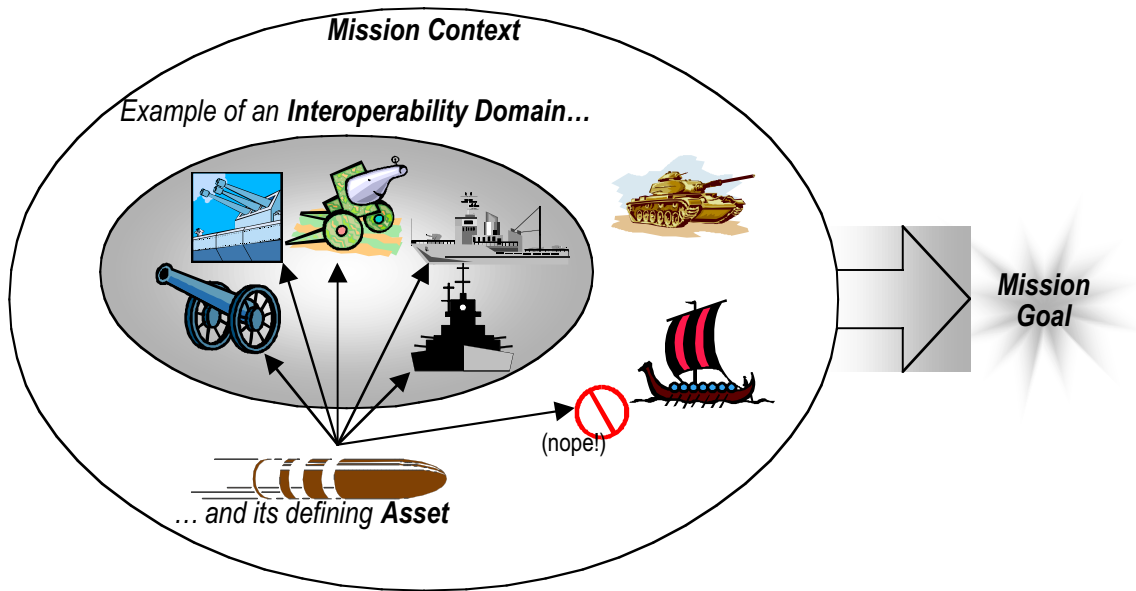 Mission Context
Example of an Interoperability Domain…
(nope!)
… and its defining Asset
Mission
Goal